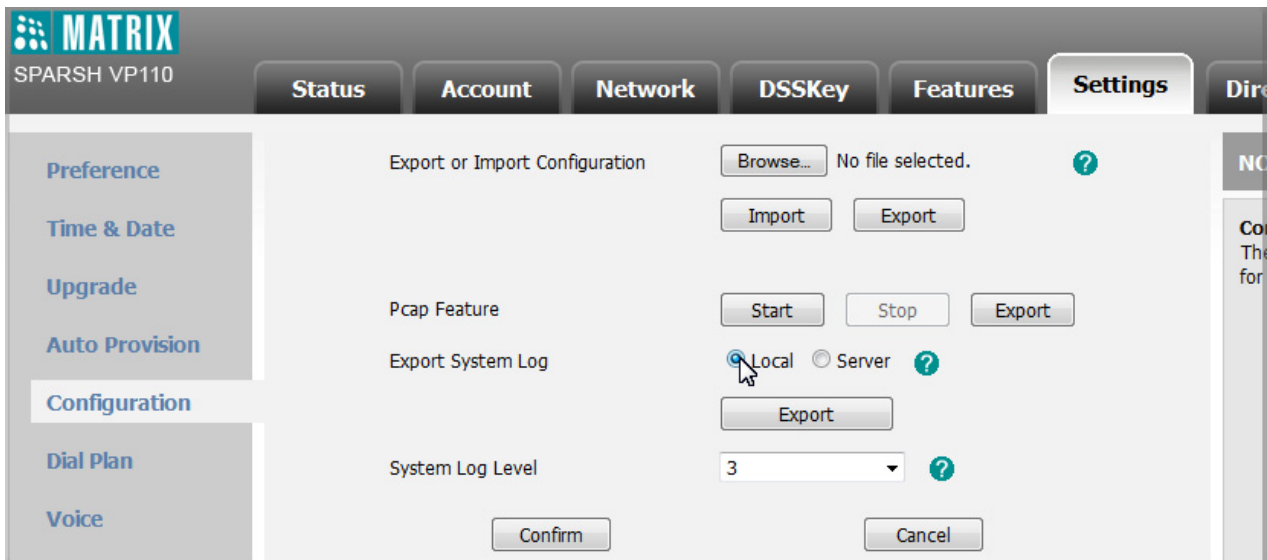 MATRIX
SPARSH VP110
Status Account Network DSSKey Features Settings
Preference
Time & Date
Upgrade
Auto Provision
Configuration
Dial Plan
Voice
Export or Import Configuration Browse... No file selected. ?
Import Export
Pcap Feature Start Stop Export
Export System Log Local Server ?
Export
System Log Level 3 ?
Confirm Cancel
for